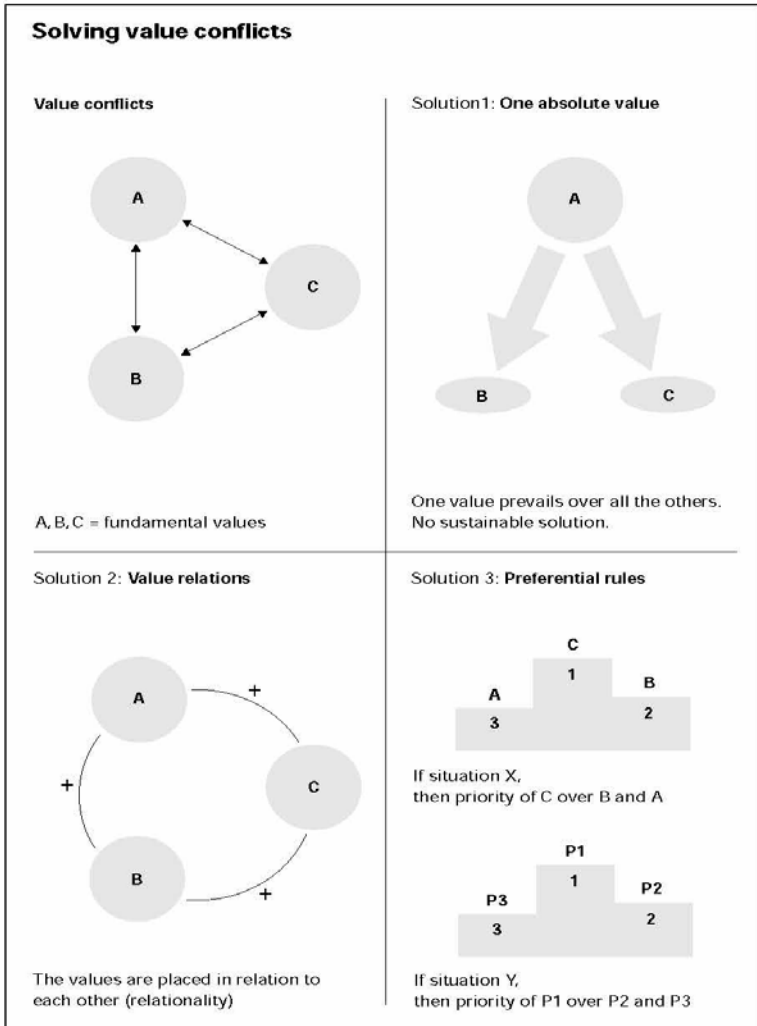 Solving value conflicts
Value conflicts
A
C
B
A, B, C = fundamental values
Solution1: One absolute value
A
B
C
One value prevails over all the others.
No sustainable solution.
Solution 2: Value relations
A
+
+
C
B
+
The values are placed in relation to
each other (relationality)
Solution 3: Preferential rules
C
1
A
B
3
2
If situation X,
then priority of C over B and A
P1
1
P3
P2
3
2
If situation Y,
then priority of P1 over P2 and P3